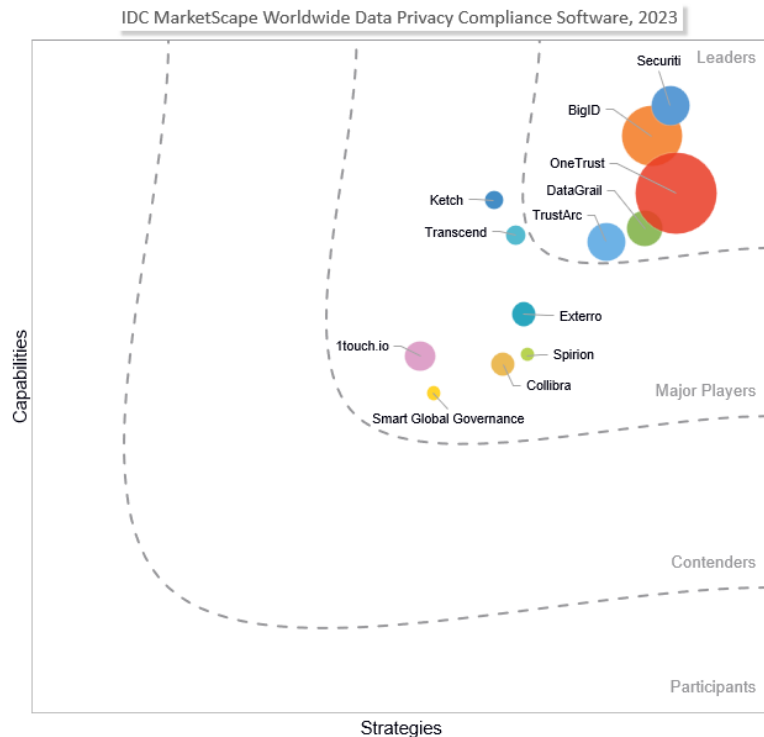 IDC MarketScape Worldwide Data Privacy Compliance Software, 2023
Leaders
Securiti
BigID
OneTrust
DataGrail
Ketch
TrustArc
Transcend
Exterro
1touch.io
Spirion
Collibra
Major Players
Smart Global Governance
Capabilities
Contenders
Participants
Strategies